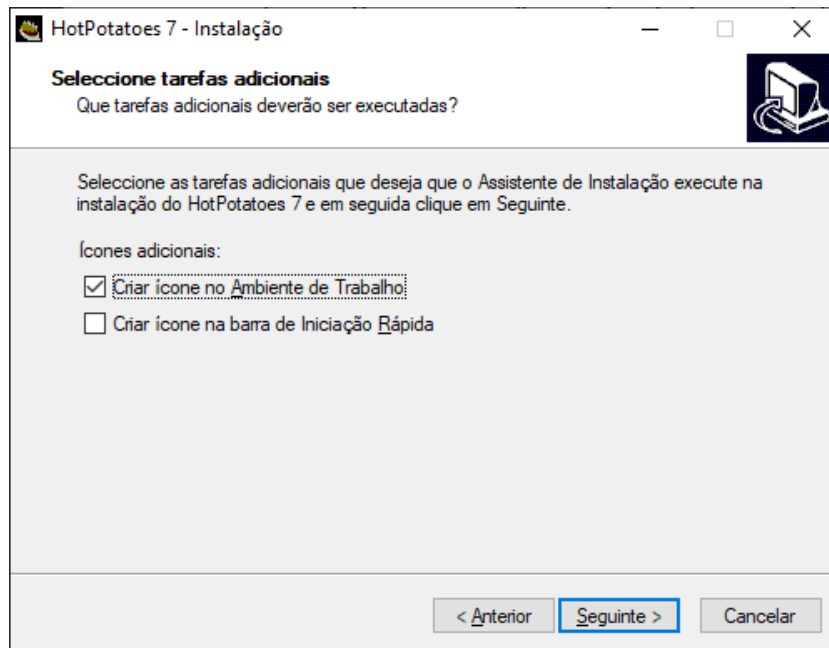 HotPotatoes 7 - Instalação
Seleccione tarefas adicionais
Que tarefas adicionais deverão ser executadas?
Seleccione as tarefas adicionais que deseja que o Assistente de Instalação execute na
instalação do HotPotatoes 7 e em seguida clique em Seguinte.
Ícones adicionais:
Criar ícone no Ambiente de Trabalho
Criar ícone na barra de Iniciação Rápida
< Anterior
Seguinte >
Cancelar